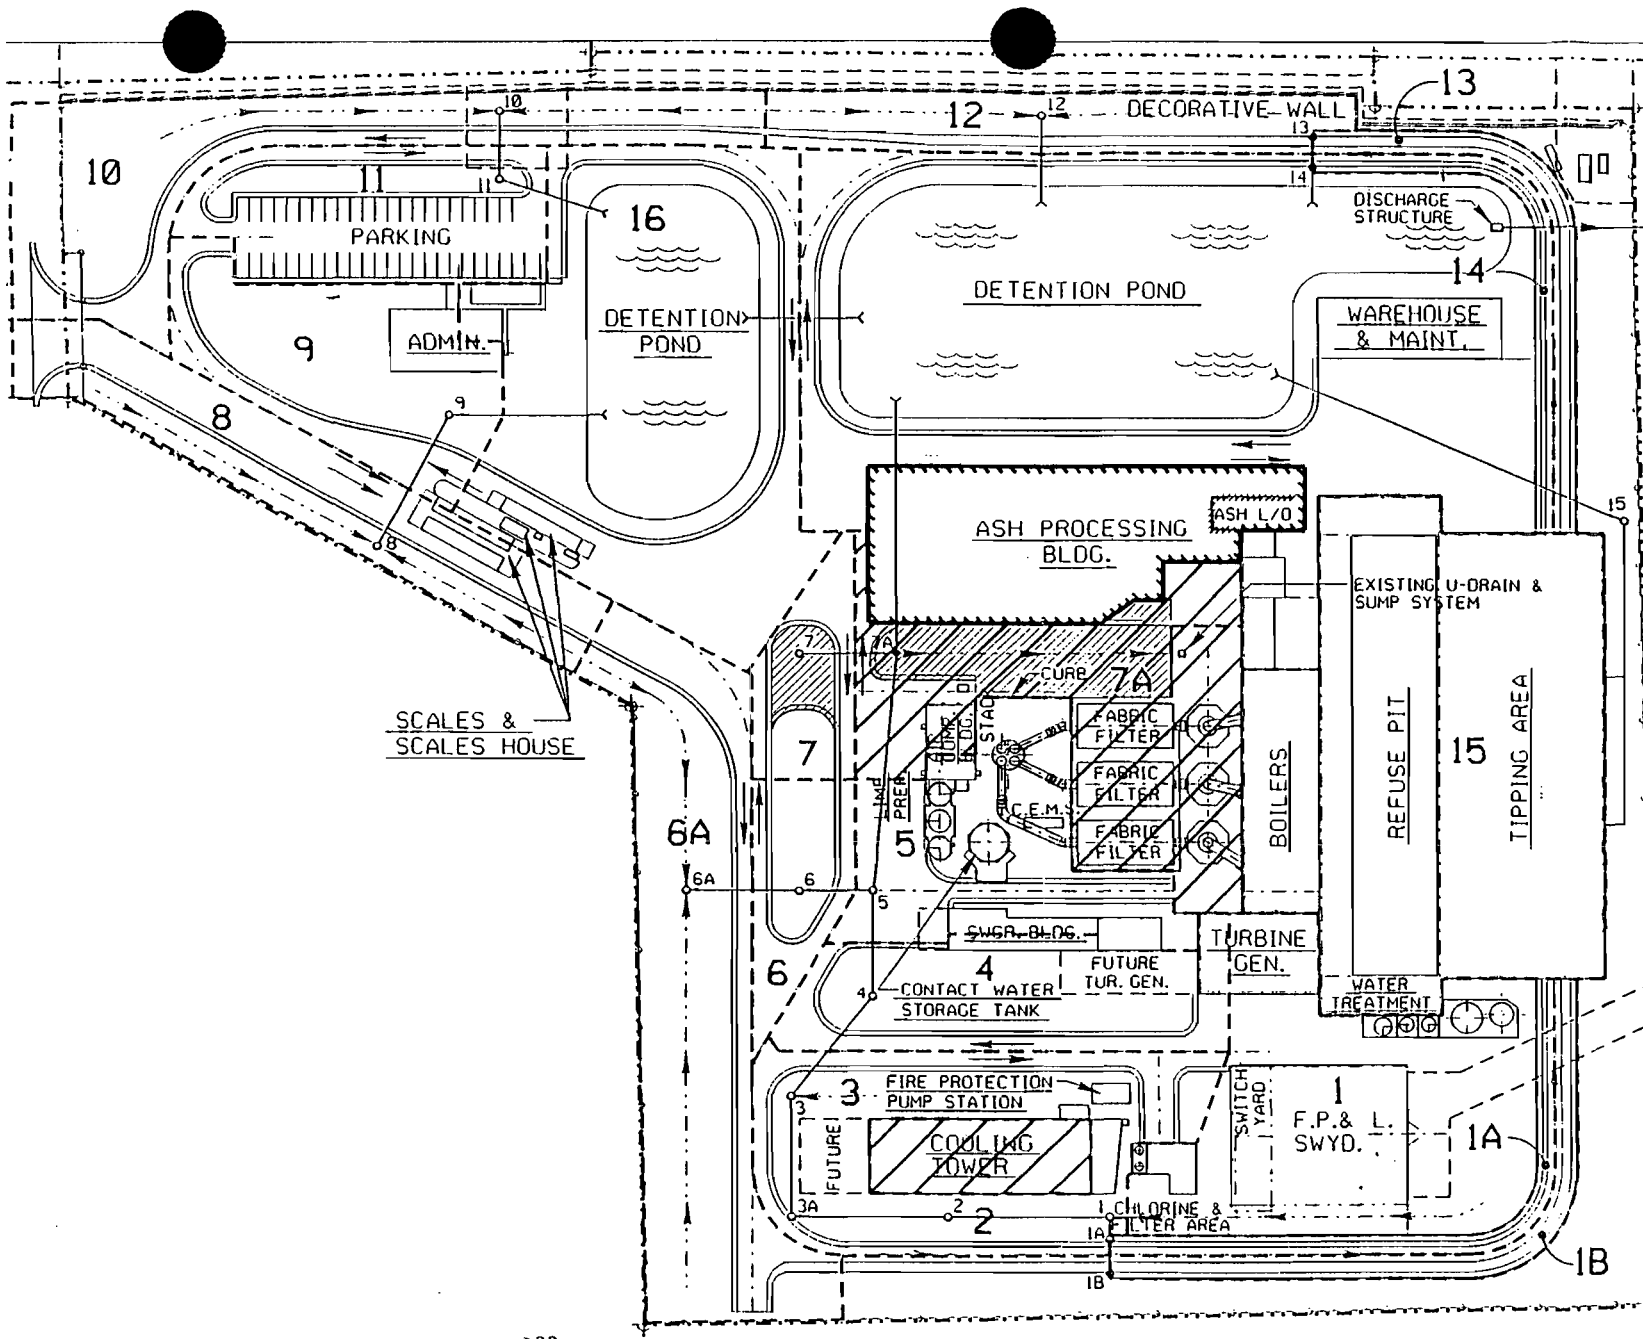 13
10
12
12
DECORATIVE WALL
13
10
11
14
16
DISCHARGE
STRUCTURE
PARKING
14
DETENTION POND
DETENTION
POND
WAREHOUSE
& MAINT.
9
ADMIN.
9
8
15
ASH L/O
ASH PROCESSING
BLDG.
8
EXISTING U-DRAIN &
SUMP SYSTEM
7
7A
CURB
7A
SCALES &
SCALES HOUSE
STACK
FABRIC
FILTER
7
15
REFUSE PIT
TIPPING AREA
BOILERS
FABRIC
FILTER
PREP
C.E.M.S.
6A
5
FABRIC
FILTER
6A
6
5
SWGR. BLDG.
TURBINE
GEN.
6
4
FUTURE
TUR. GEN.
4
CONTACT WATER
STORAGE TANK
WATER
TREATMENT
3
3
FIRE PROTECTION
PUMP STATION
SWITCH
YARD
1
F.P.& L.
SWYD.
1A
FUTURE
COOLING
TOWER
3A
2
2
1
CHLORINE &
FILTER AREA
1A
1B
1B